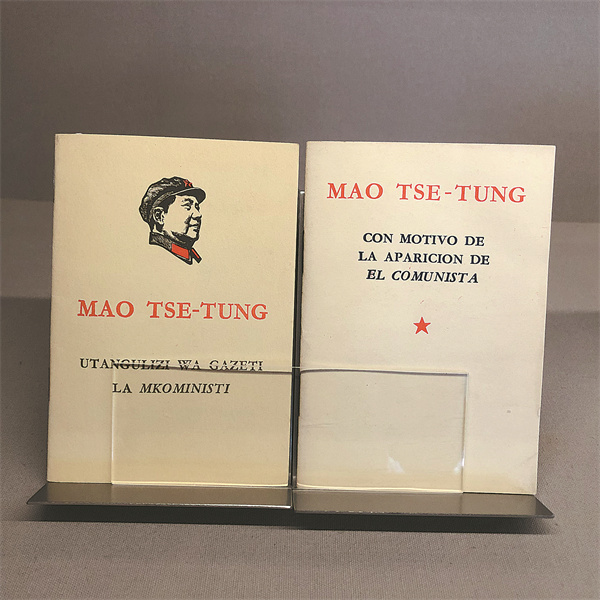 MAO TSE-TUNG
UTANGULIZI WA GAZETI
LA MKOMINISTI
MAO TSE-TUNG
CON MOTIVO DE
LA APARICION DE
EL COMUNISTA